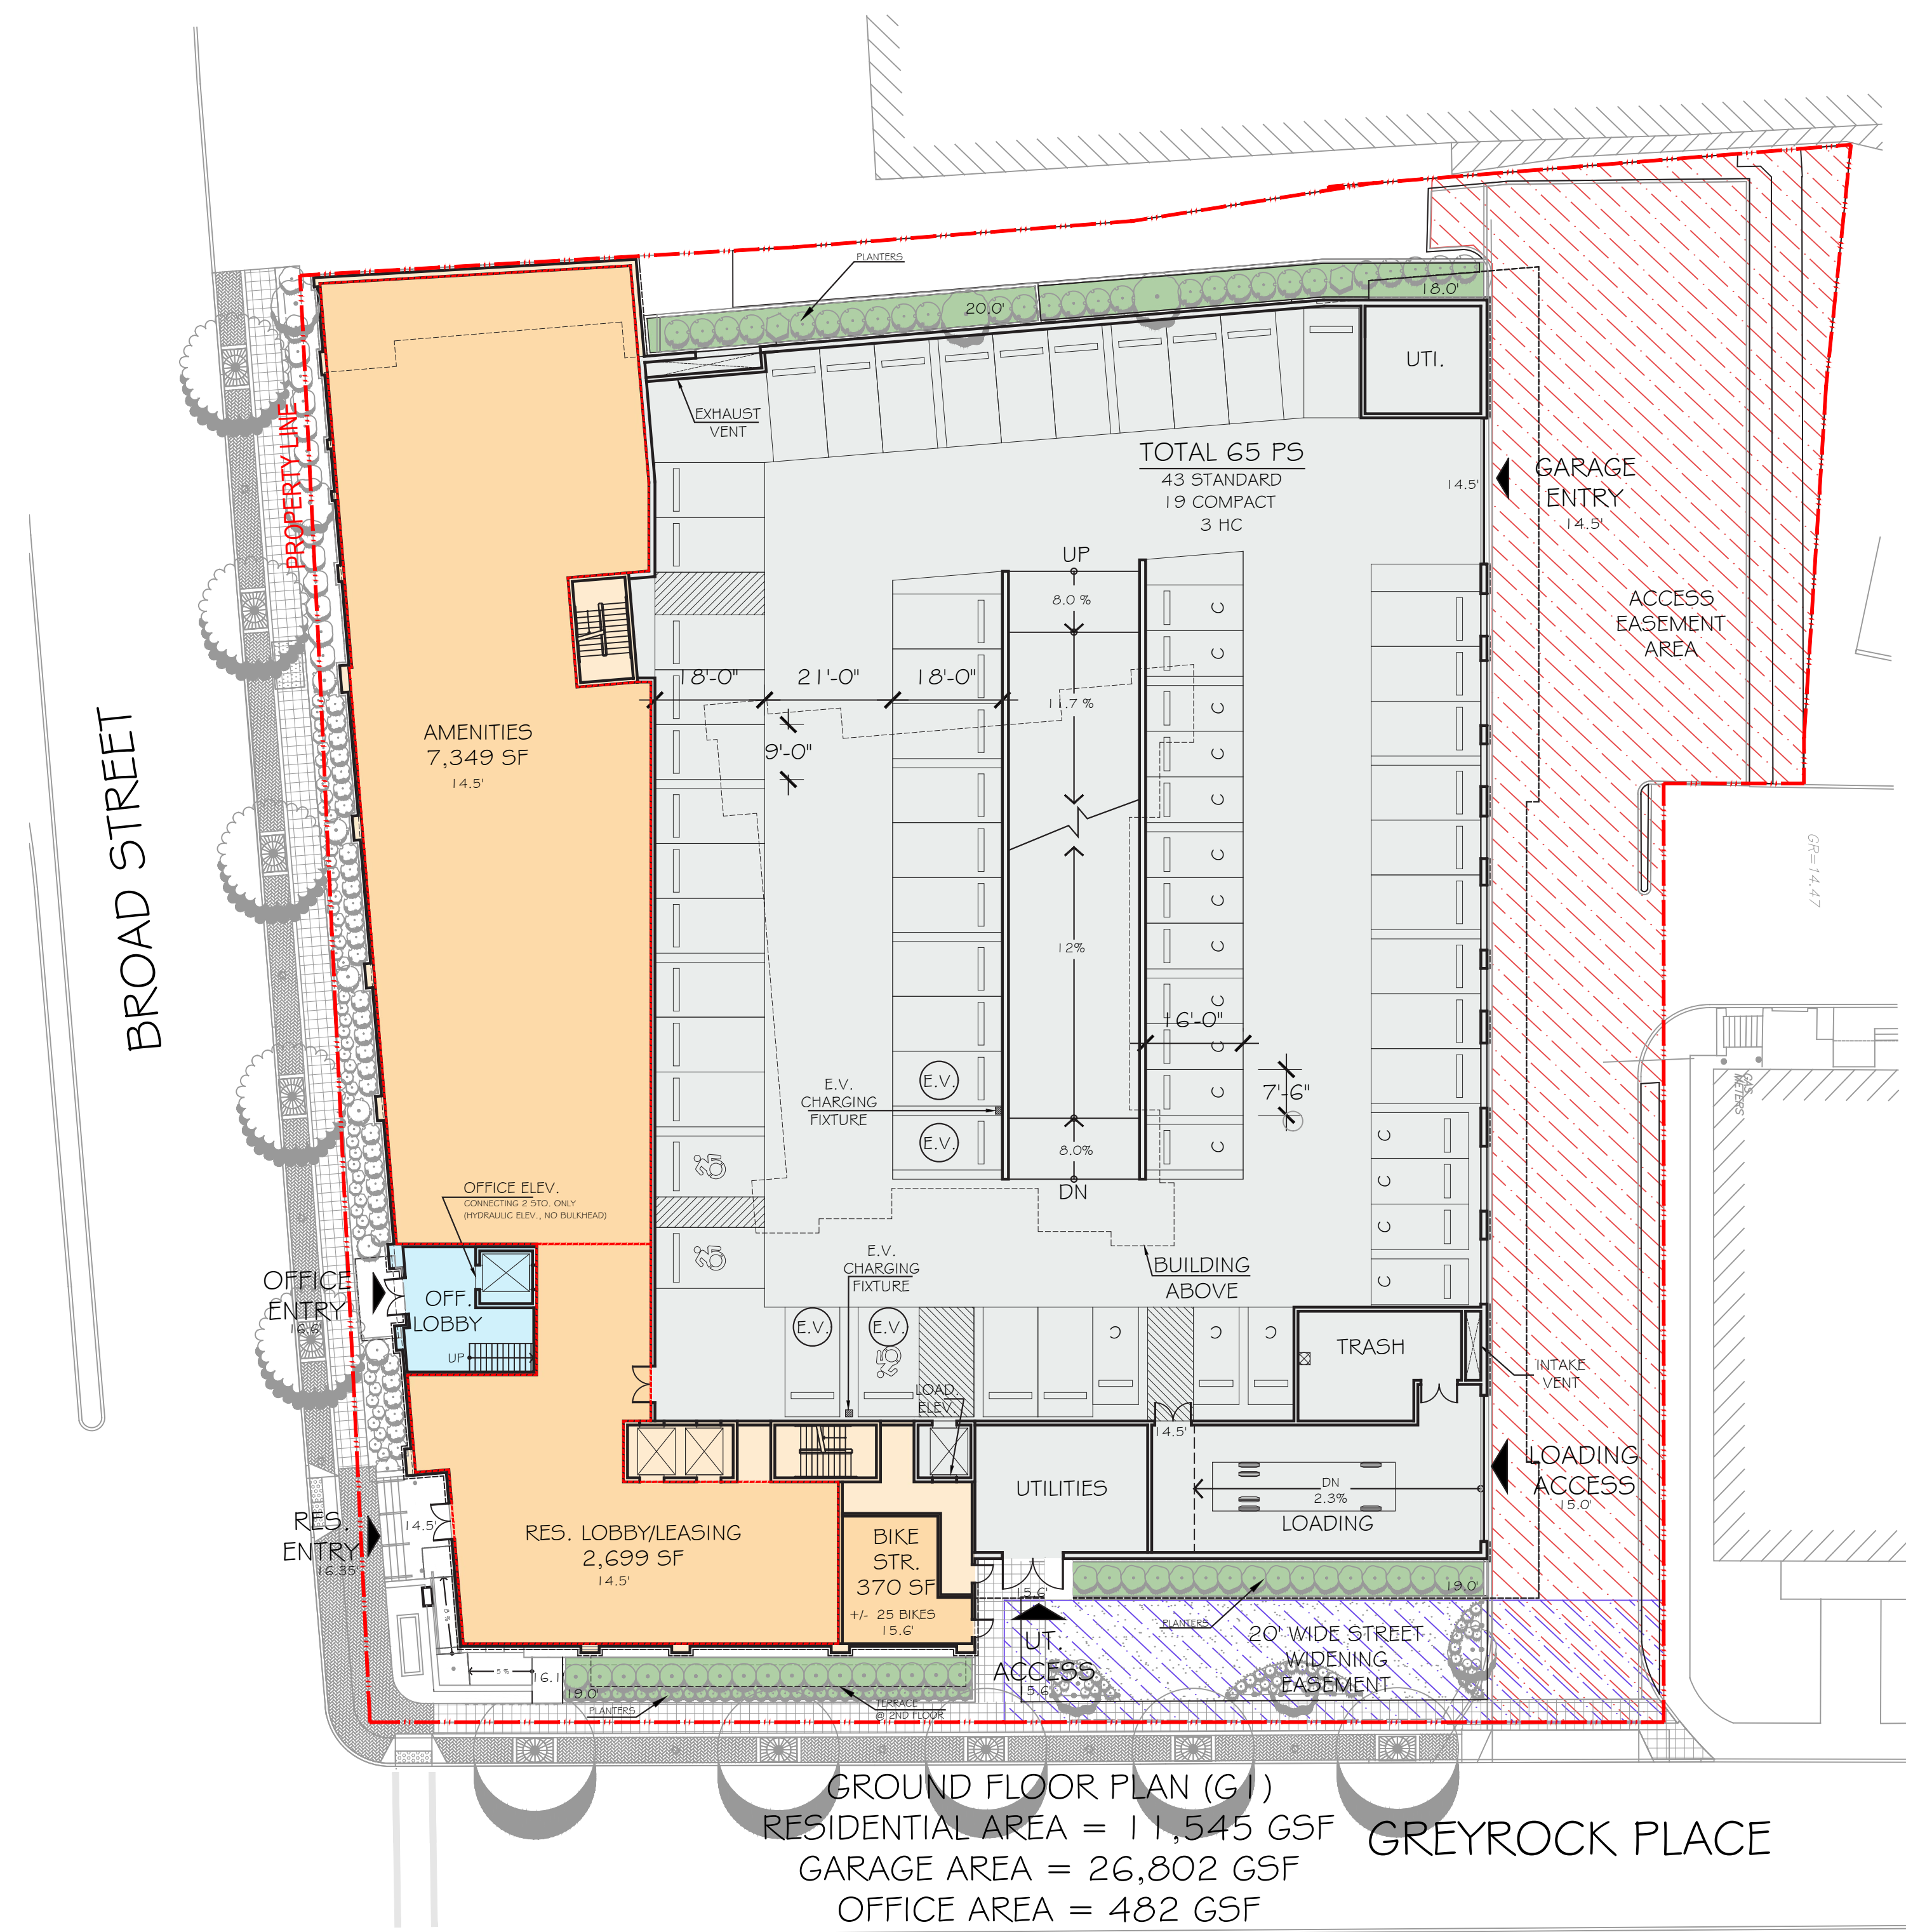 PLANTERS
20.0'
18.0'
UTI.
EXHAUST
VENT
TOTAL 65 PS
43 STANDARD
19 COMPACT
3 HC
14.5'
GARAGE
ENTRY
14.5'
PROPERTY LINE
UP
8.0 %
C
C
ACCESS
EASEMENT
AREA
18'-0"
21'-0"
18'-0"
11.7 %
C
AMENITIES
7,349 SF
14.5'
9'-0"
C
C
BROAD STREET
GR=14.47
C
C
12%
C
C
16'-0"
C
E.V.
E.V.
CHARGING
FIXTURE
C
7'-6"
GAS
METERS
E.V.
8.0%
C
C
DN
C
OFFICE ELEV.
CONNECTING 2 STO. ONLY
(HYDRAULIC ELEV., NO BULKHEAD)
C
E.V.
CHARGING
FIXTURE
BUILDING
ABOVE
C
OFFICE
ENTRY
16.6'
OFF.
LOBBY
UP
E.V.
E.V.
C
C
C
TRASH
INTAKE
VENT
LOAD.
ELEV.
14.5'
UTILITIES
DN
2.3%
LOADING
LOADING
ACCESS
15.0'
RES.
ENTRY
16.35'
14.5'
RES. LOBBY/LEASING
2,699 SF
14.5'
BIKE
STR.
370 SF
+/- 25 BIKES
15.6'
15.6'
19.0'
PLANTERS
UT.
ACCESS
15.6'
20' WIDE STREET
WIDENING
EASEMENT
5 %
16.1'
19.0'
PLANTERS
TERRACE
@ 2ND FLOOR
GROUND FLOOR PLAN (G1)
RESIDENTIAL AREA = 11,545 GSF
GARAGE AREA = 26,802 GSF
OFFICE AREA = 482 GSF
GREYROCK PLACE